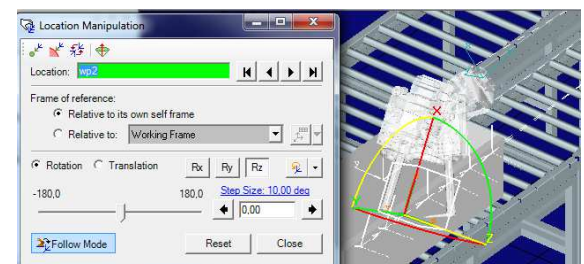 Location Manipulation
Location: wp2
Frame of reference:
Relative to its own self frame
Relative to: Working Frame
Rotation Translation Rx Ry Rz
-180,0 180,0 Step Size: 10,00 deg
0,00
Follow Mode Reset Close
X
Z